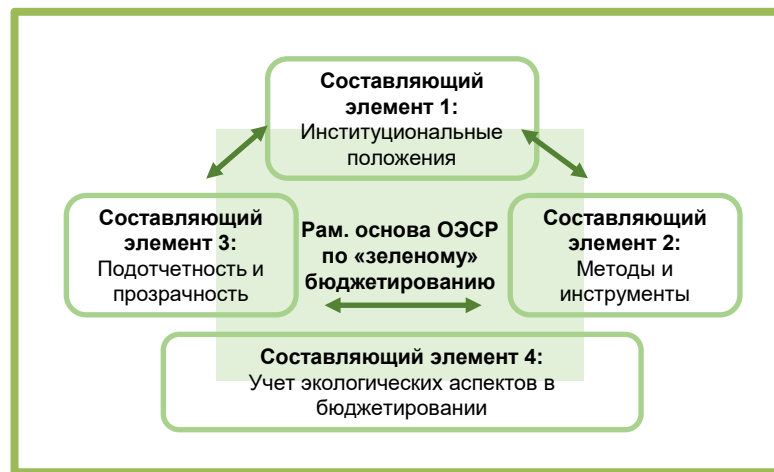 Составляющий
элемент 1:
Институциональные
положения
Составляющий
элемент 3:
Подотчетность и
прозрачность
Рам. основа ОЭСР
по «зеленому»
бюджетированию
Составляющий
элемент 2:
Методы и
инструменты
Составляющий элемент 4:
Учет экологических аспектов в
бюджетировании